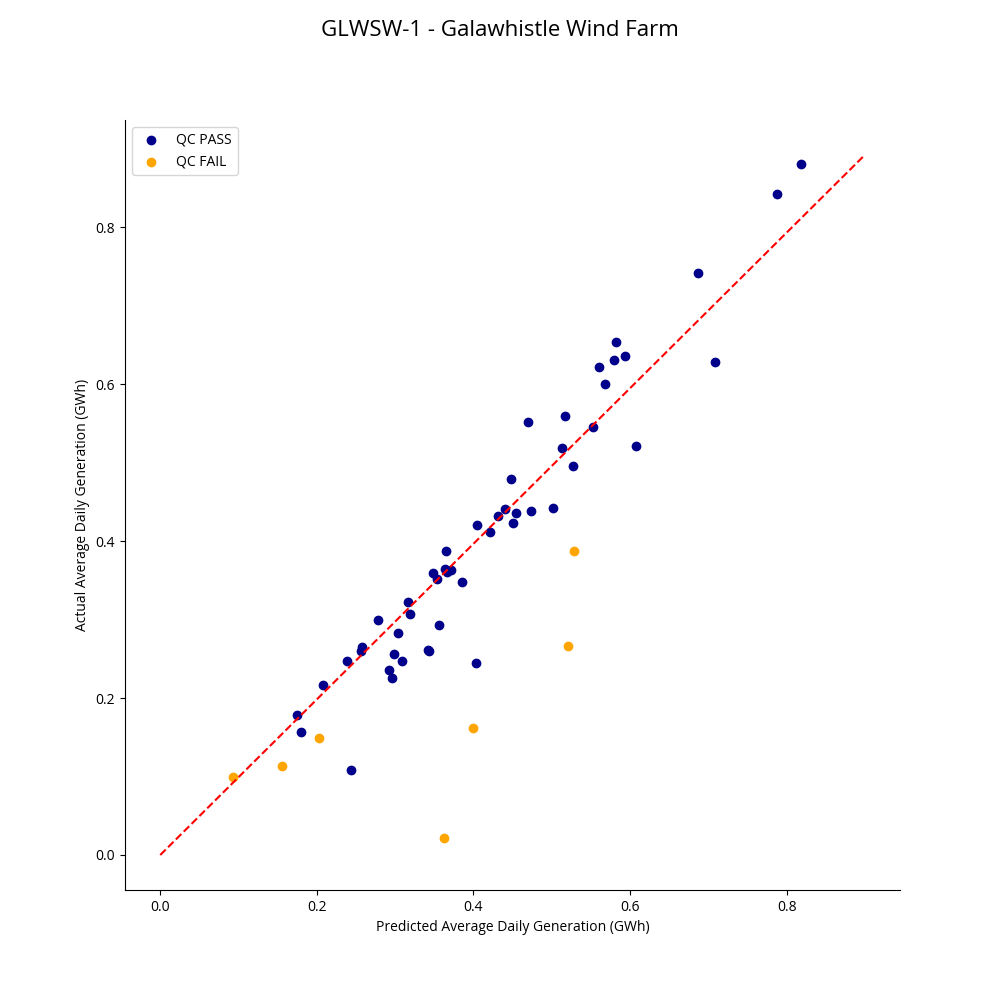 GLWSW-1 - Galawhistle Wind Farm
QC PASS
QC FAIL
Actual Average Daily Generation (GWh)
0.8
0.6
0.4
0.2
0.0
0.0 0.2 0.4 0.6 0.8
Predicted Average Daily Generation (GWh)